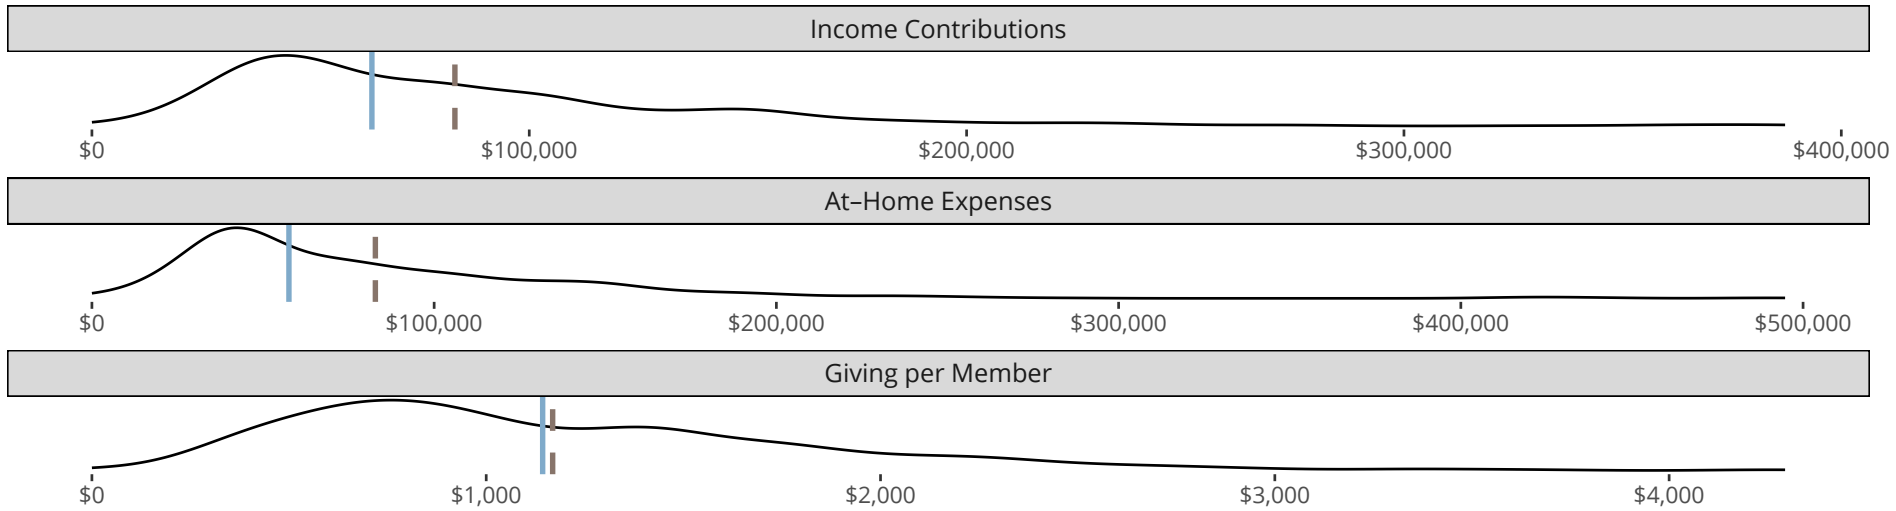 Income Contributions
$0 $100,000 $200,000 $300,000 $400,000
At–Home Expenses
$0 $100,000 $200,000 $300,000 $400,000 $500,000
Giving per Member
$0 $1,000 $2,000 $3,000 $4,000